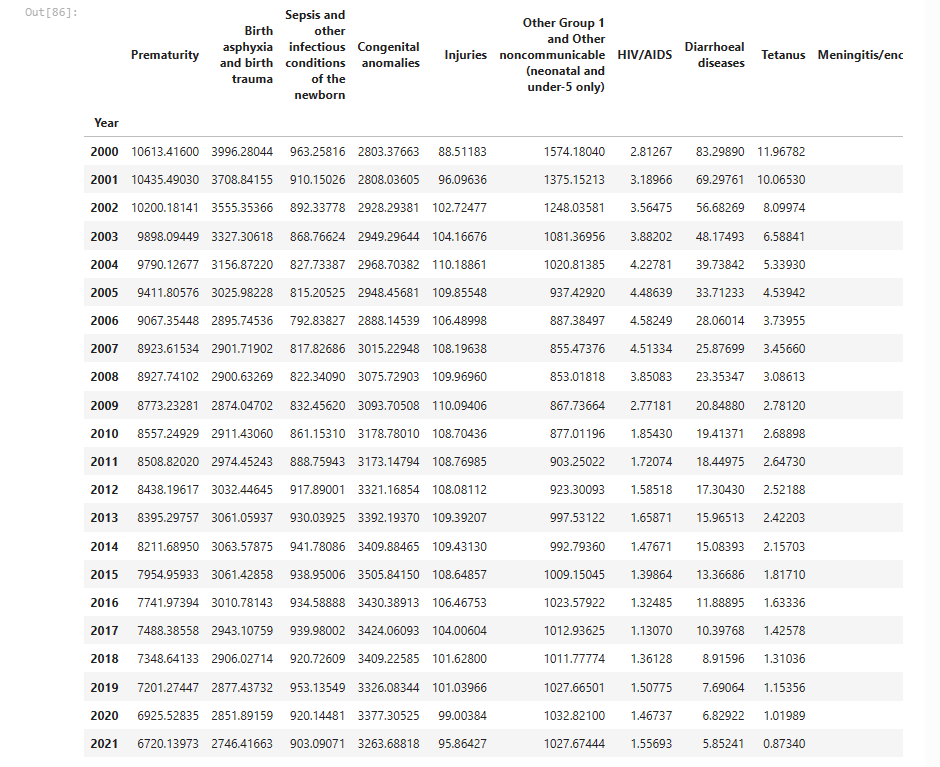 Out[86]:
Sepsis and
Other Group 1
Birth other and Other
asphyxia infectious Congenital noncommunicable Diarrhoeal
Prematurity and birth conditions anomalies Injuries (neonatal and HIV/AIDS diseases Tetanus Meningitis/enc
trauma of the under-5 only)
newborn
Year
2000 10613.41600 3996.28044 963.25816 2803.37663 88.51183 1574.18040 2.81267 83.29890 11.96782
2001 10435.49030 3708.84155 910.15026 2808.03605 96.09636 1375.15213 3.18966 69.29761 10.06530
2002 10200.18141 3555.35366 892.33778 2928.29381 102.72477 1248.03581 3.56475 56.68269 8.09974
2003 9898.09449 3327.30618 868.76624 2949.29644 104.16676 1081.36956 3.88202 48.17493 6.58841
2004 9790.12677 3156.87220 827.73387 2968.70382 110.18861 1020.81385 4.22781 39.73842 5.33930
2005 9411.80576 3025.98228 815.20525 2948.45681 109.85548 937.42920 4.48639 33.71233 4.53942
2006 9067.35448 2895.74536 792.83827 2888.14539 106.48998 887.38497 4.58249 28.06014 3.73955
2007 8923.61534 2901.71902 817.82686 3015.22948 108.19638 855.47376 4.51334 25.87699 3.45660
2008 8927.74102 2900.63269 822.34090 3075.72903 109.96960 853.01818 3.85083 23.35347 3.08613
2009 8773.23281 2874.04702 832.45620 3093.70508 110.09406 867.73664 2.77181 20.84880 2.78120
2010 8557.24929 2911.43060 861.15310 3178.78010 108.70436 877.01196 1.85430 19.41371 2.68898
2011 8508.82020 2974.45243 888.75943 3173.14794 108.76985 903.25022 1.72074 18.44975 2.64730
2012 8438.19617 3032.44645 917.89001 3321.16854 108.08112 923.30093 1.58518 17.30430 2.52188
2013 8395.29757 3061.05937 930.03925 3392.19370 109.39207 997.53122 1.65871 15.96513 2.42203
2014 8211.68950 3063.57875 941.78086 3409.88465 109.43130 992.79360 1.47671 15.08393 2.15703
2015 7954.95933 3061.42858 938.95006 3505.84150 108.64857 1009.15045 1.39864 13.36686 1.81710
2016 7741.97394 3010.78143 934.58888 3430.38913 106.46753 1023.57922 1.32485 11.88895 1.63336
2017 7488.38558 2943.10759 939.98002 3424.06093 104.00604 1012.93625 1.13070 10.39768 1.42578
2018 7348.64133 2906.02714 920.72609 3409.22585 101.62800 1011.77774 1.36128 8.91596 1.31036
2019 7201.27447 2877.43732 953.13549 3326.08344 101.03966 1027.66501 1.50775 7.69064 1.15356
2020 6925.52835 2851.89159 920.14481 3377.30525 99.00384 1032.82100 1.46737 6.82922 1.01989
2021 6720.13973 2746.41663 903.09071 3263.68818 95.86427 1027.67444 1.55693 5.85241 0.87340